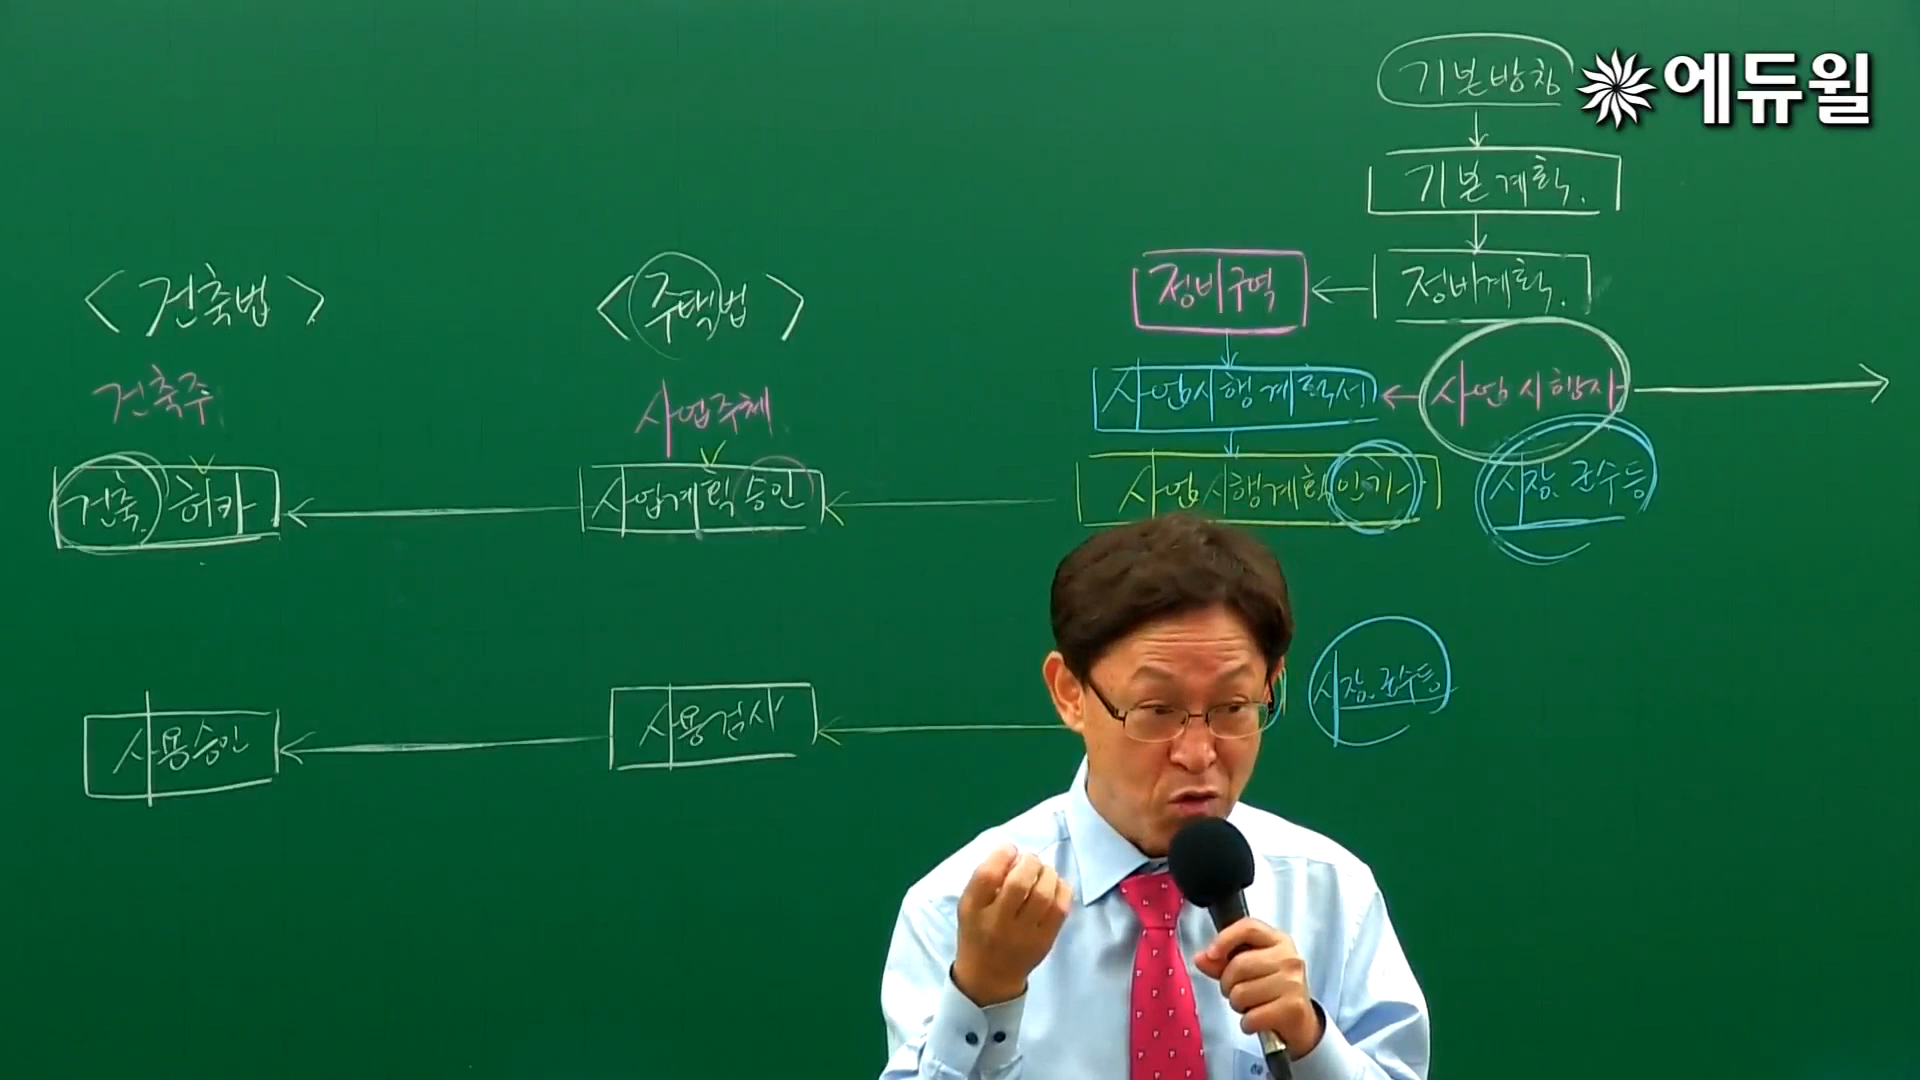 기본방침
에듀윌
기본계획.
정비구역 ← 정비계획.
<건축법>
<주택법>
건축주
사업주체
사업시행계획서 ← 사업시행자
건축허가
사업계획승인
사업시행계획인가
시장.군수등
시장.군수등
사용승인
사용검사